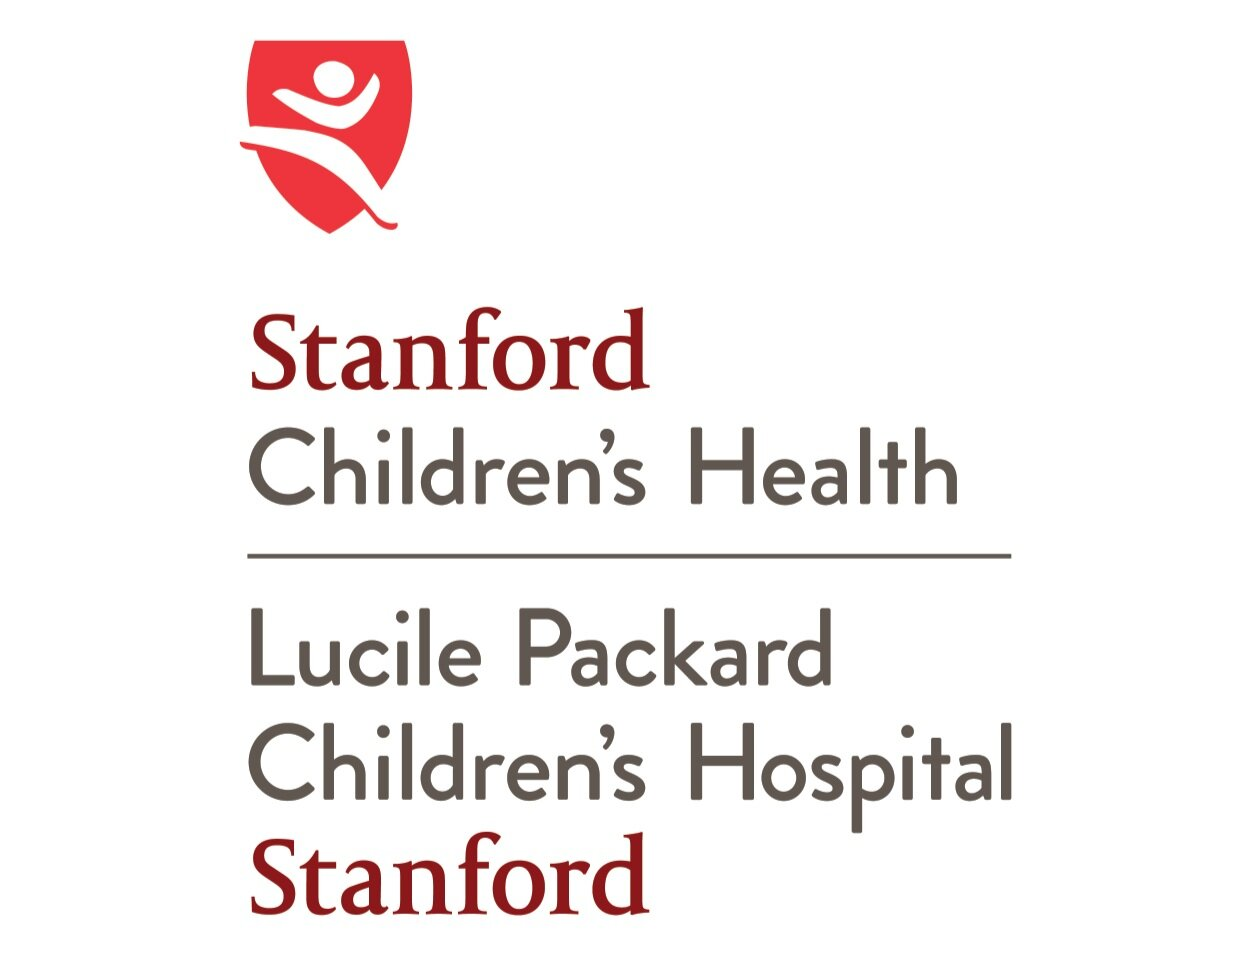 Stanford
Children’s Health
Lucile Packard
Children’s Hospital
Stanford